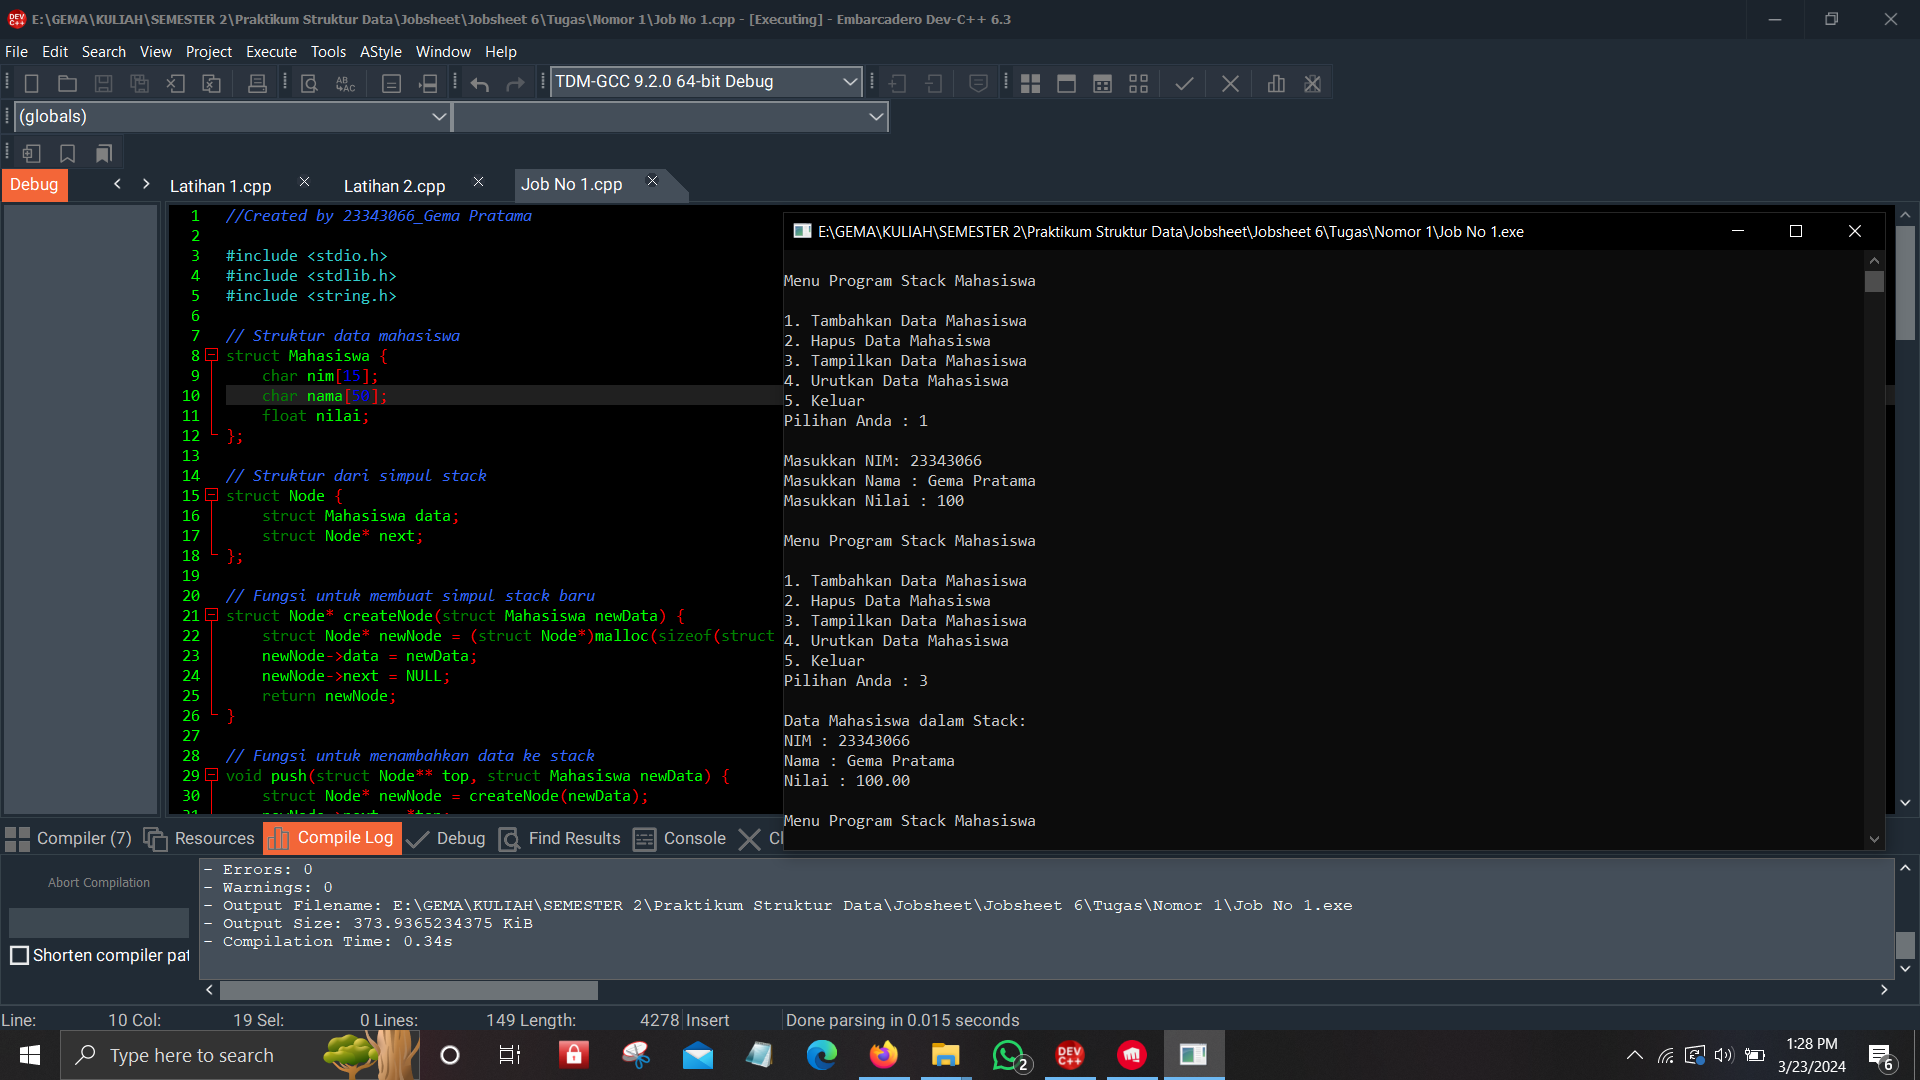 E:\GEMA\KULIAH\SEMESTER 2\Praktikum Struktur Data\Jobsheet\Jobsheet 6\Tugas\Nomor 1\Job No 1.cpp - [Executing] - Embarcadero Dev-C++ 6.3
File Edit Search View Project Execute Tools AStyle Window Help
TDM-GCC 9.2.0 64-bit Debug
(globals)
Debug
Latihan 1.cpp
Latihan 2.cpp
Job No 1.cpp
1 //Created by 23343066_Gema Pratama
2
3 #include <stdio.h>
4 #include <stdlib.h>
5 #include <string.h>
6
7 // Struktur data mahasiswa
8 struct Mahasiswa {
9 char nim[15];
10 char nama[50];
11 float nilai;
12 };
13
14 // Struktur dari simpul stack
15 struct Node {
16 struct Mahasiswa data;
17 struct Node* next;
18 };
19
20 // Fungsi untuk membuat simpul stack baru
21 struct Node* createNode(struct Mahasiswa newData) {
22 struct Node* newNode = (struct Node*)malloc(sizeof(struct
23 newNode->data = newData;
24 newNode->next = NULL;
25 return newNode;
26 }
27
28 // Fungsi untuk menambahkan data ke stack
29 void push(struct Node** top, struct Mahasiswa newData) {
30 struct Node* newNode = createNode(newData);
E:\GEMA\KULIAH\SEMESTER 2\Praktikum Struktur Data\Jobsheet\Jobsheet 6\Tugas\Nomor 1\Job No 1.exe
Menu Program Stack Mahasiswa
1. Tambahkan Data Mahasiswa
2. Hapus Data Mahasiswa
3. Tampilkan Data Mahasiswa
4. Urutkan Data Mahasiswa
5. Keluar
Pilihan Anda : 1
Masukkan NIM: 23343066
Masukkan Nama : Gema Pratama
Masukkan Nilai : 100
Menu Program Stack Mahasiswa
1. Tambahkan Data Mahasiswa
2. Hapus Data Mahasiswa
3. Tampilkan Data Mahasiswa
4. Urutkan Data Mahasiswa
5. Keluar
Pilihan Anda : 3
Data Mahasiswa dalam Stack:
NIM : 23343066
Nama : Gema Pratama
Nilai : 100.00
Menu Program Stack Mahasiswa
Compiler (7) Resources Compile Log Debug Find Results Console
Abort Compilation
Shorten compiler pat
- Errors: 0
- Warnings: 0
- Output Filename: E:\GEMA\KULIAH\SEMESTER 2\Praktikum Struktur Data\Jobsheet\Jobsheet 6\Tugas\Nomor 1\Job No 1.exe
- Output Size: 373.9365234375 KiB
- Compilation Time: 0.34s
Line: 10 Col: 19 Sel: 0 Lines: 149 Length: 4278 Insert Done parsing in 0.015 seconds
Type here to search
DEV C++
2
1:28 PM
3/23/2024
6